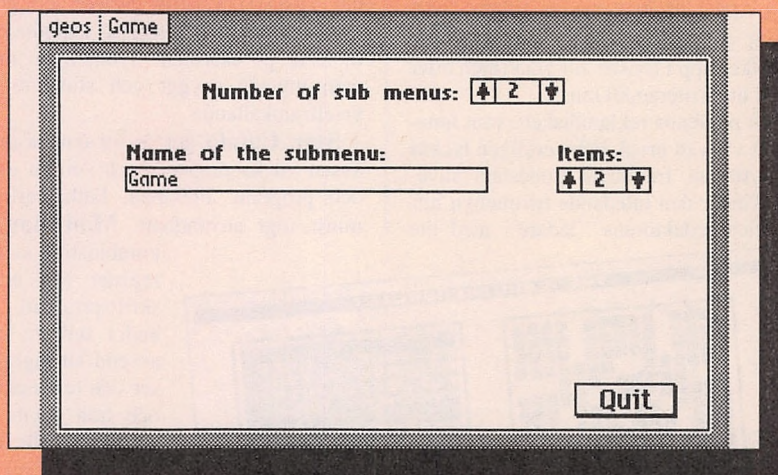 geos Game
Number of sub menus: 2
Name of the submenu: Items:
Game 2
Quit